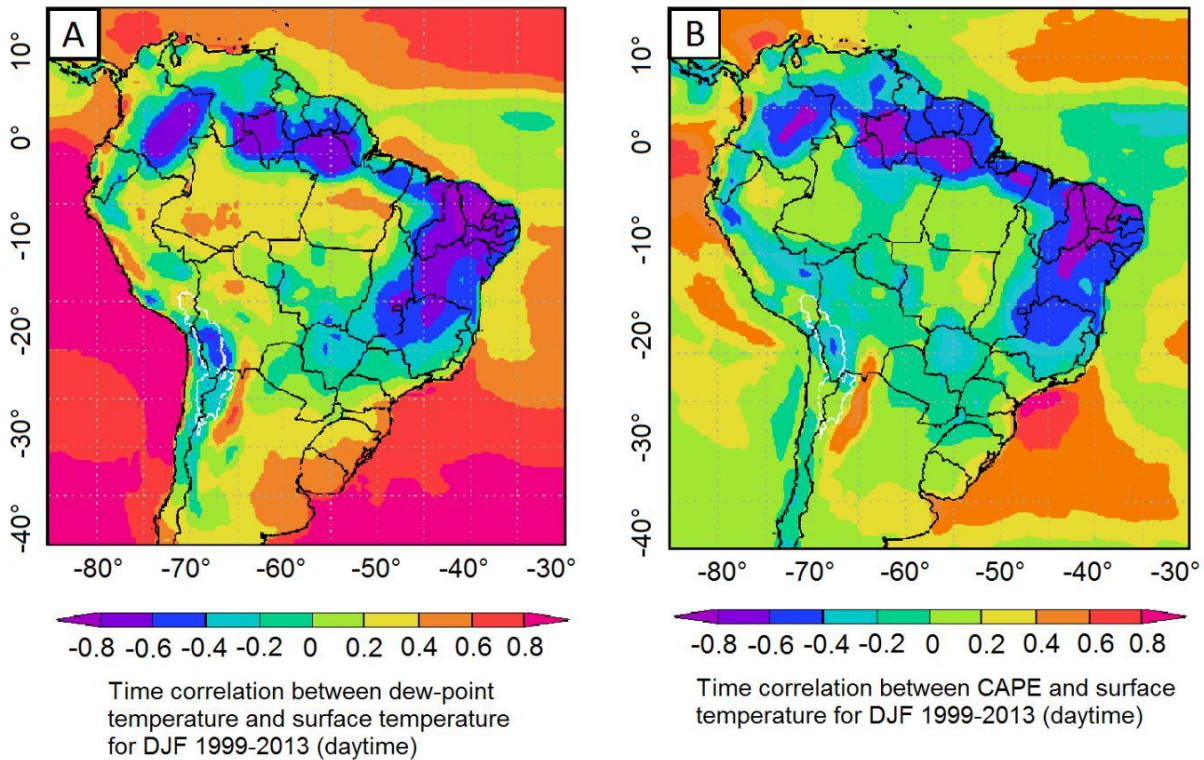 A
10°
0°
-10°
-20°
-30°
-40°
-80° -70° -60° -50° -40° -30°
-0.8 -0.6 -0.4 -0.2 0 0.2 0.4 0.6 0.8
Time correlation between dew-point
temperature and surface temperature
for DJF 1999-2013 (daytime)
B
10°
0°
-10°
-20°
-30°
-40°
-80° -70° -60° -50° -40° -30°
-0.8 -0.6 -0.4 -0.2 0 0.2 0.4 0.6 0.8
Time correlation between CAPE and surface
temperature for DJF 1999-2013 (daytime)